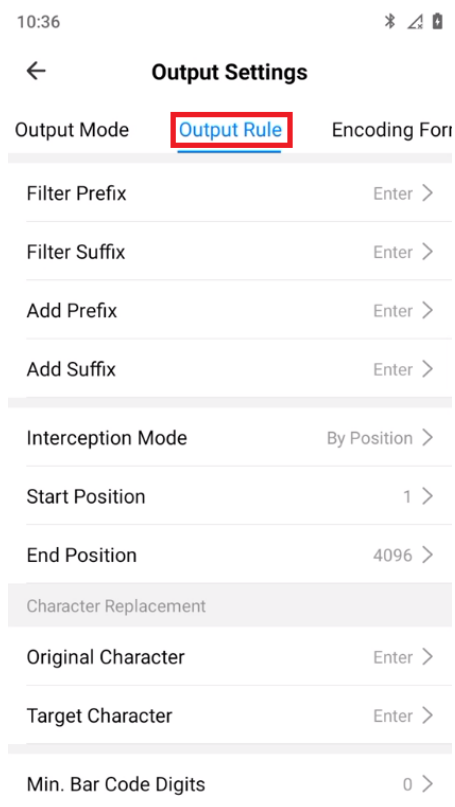 10:36
Output Settings
Output Mode Output Rule Encoding For
Filter Prefix Enter
Filter Suffix Enter
Add Prefix Enter
Add Suffix Enter
Interception Mode By Position
Start Position 1
End Position 4096
Character Replacement
Original Character Enter
Target Character Enter
Min. Bar Code Digits 0